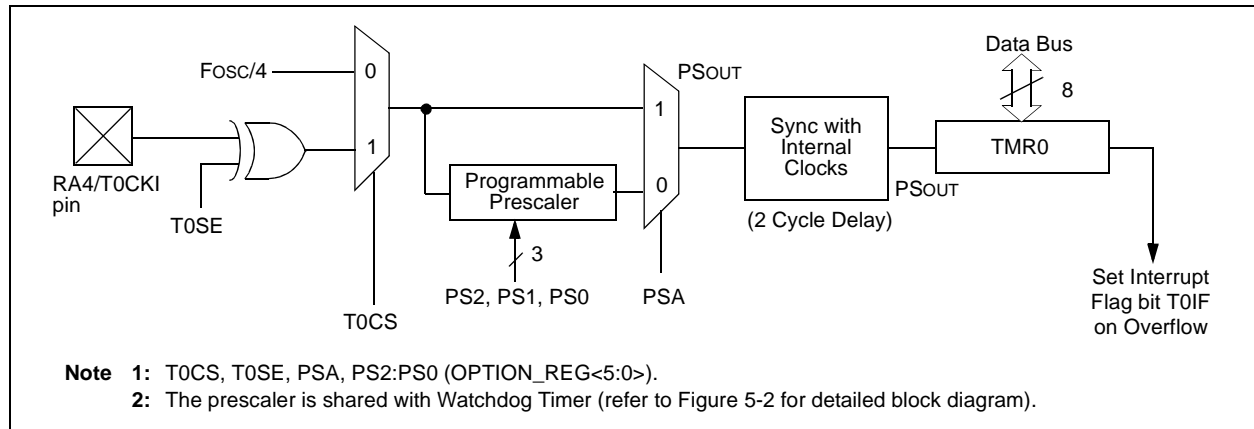 Data Bus
FOSC/4
0
PSOUT
8
1
Sync with
Internal
Clocks
TMR0
1
RA4/T0CKI
pin
Programmable
Prescaler
0
PSOUT
T0SE
(2 Cycle Delay)
3
PS2, PS1, PS0
PSA
Set Interrupt
Flag bit T0IF
on Overflow
T0CS
Note 1: T0CS, T0SE, PSA, PS2:PS0 (OPTION_REG<5:0>).
2: The prescaler is shared with Watchdog Timer (refer to Figure 5-2 for detailed block diagram).